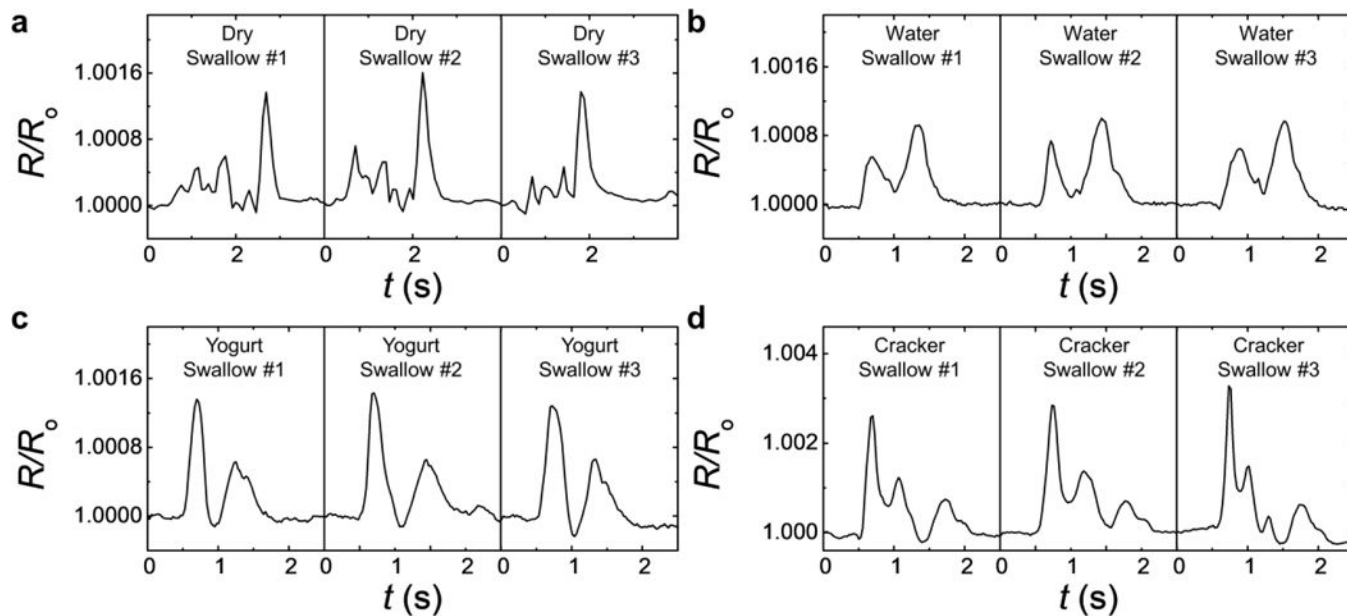 a
Dry Swallow #1
Dry Swallow #2
Dry Swallow #3
R/Ro
1.0016
1.0008
1.0000
0 2 0 2 0 2
t (s)
b
Water Swallow #1
Water Swallow #2
Water Swallow #3
R/Ro
1.0016
1.0008
1.0000
0 1 2 0 1 2 0 1 2
t (s)
c
Yogurt Swallow #1
Yogurt Swallow #2
Yogurt Swallow #3
R/Ro
1.0016
1.0008
1.0000
0 1 2 0 1 2 0 1 2
t (s)
d
Cracker Swallow #1
Cracker Swallow #2
Cracker Swallow #3
R/Ro
1.004
1.002
1.000
0 1 2 0 1 2 0 1 2
t (s)